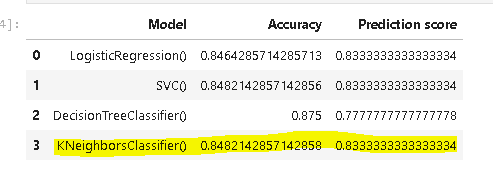 4]:
Model Accuracy Prediction score
0 LogisticRegression() 0.8464285714285713 0.8333333333333334
1 SVC() 0.8482142857142856 0.8333333333333334
2 DecisionTreeClassifier() 0.875 0.7777777777777778
3 KNeighborsClassifier() 0.8482142857142858 0.8333333333333334